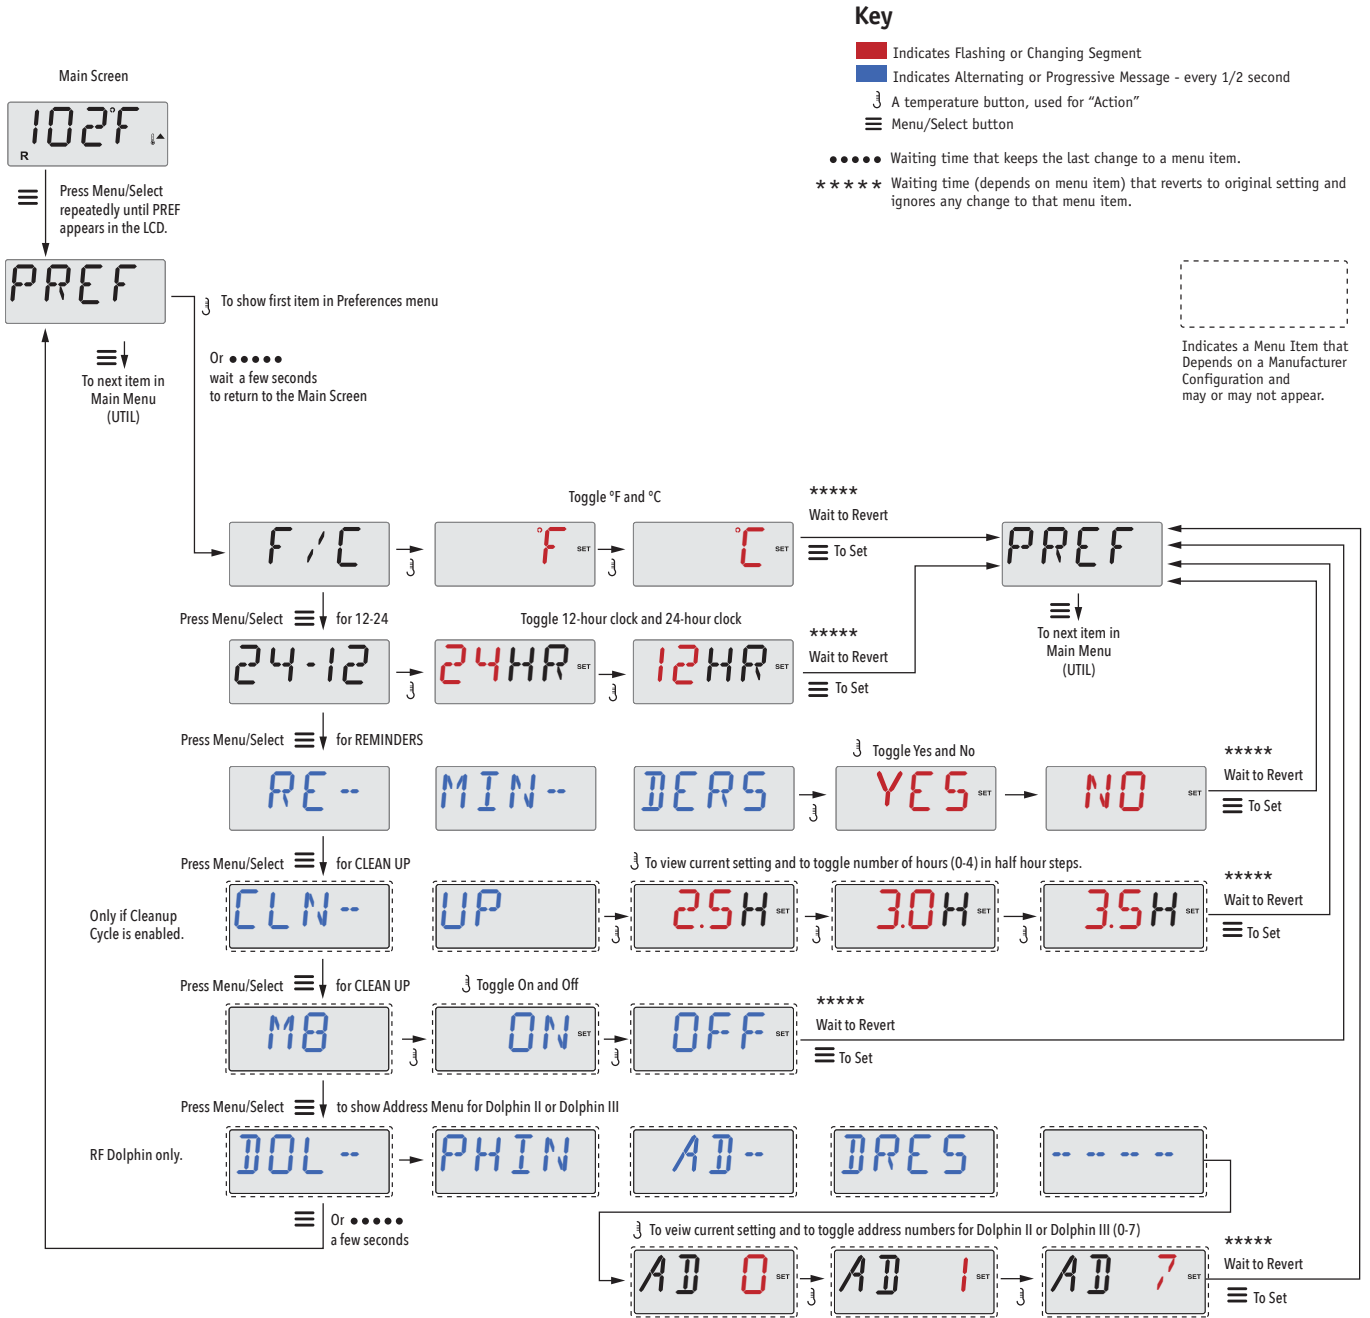 Key
Indicates Flashing or Changing Segment
Indicates Alternating or Progressive Message - every 1/2 second
A temperature button, used for “Action”
Menu/Select button
Waiting time that keeps the last change to a menu item.
***** Waiting time (depends on menu item) that reverts to original setting and
ignores any change to that menu item.
Main Screen
102°F
R
Press Menu/Select
repeatedly until PREF
appears in the LCD.
PREF
To show first item in Preferences menu
Or •••••
wait a few seconds
to return to the Main Screen
To next item in
Main Menu
(UTIL)
Indicates a Menu Item that
Depends on a Manufacturer
Configuration and
may or may not appear.
Toggle °F and °C
*****
Wait to Revert
To Set
F/C
°F SET
°C SET
PREF
To next item in
Main Menu
(UTIL)
Press Menu/Select for 12-24
Toggle 12-hour clock and 24-hour clock
*****
Wait to Revert
To Set
24-12
24HR SET
12HR SET
Press Menu/Select for REMINDERS
Toggle Yes and No
*****
Wait to Revert
To Set
RE-
MIN-
DERS
YES SET
NO SET
Press Menu/Select for CLEAN UP
To view current setting and to toggle number of hours (0-4) in half hour steps.
*****
Wait to Revert
To Set
Only if Cleanup
Cycle is enabled.
CLN-
UP
2.5H SET
3.0H SET
3.5H SET
Press Menu/Select for CLEAN UP
Toggle On and Off
*****
Wait to Revert
To Set
M8
ON SET
OFF SET
Press Menu/Select to show Address Menu for Dolphin II or Dolphin III
RF Dolphin only.
DOL-
PHIN
AD-
DRES
----
Or •••••
a few seconds
To veiw current setting and to toggle address numbers for Dolphin II or Dolphin III (0-7)
*****
Wait to Revert
To Set
AD 0 SET
AD 1 SET
AD 7 SET